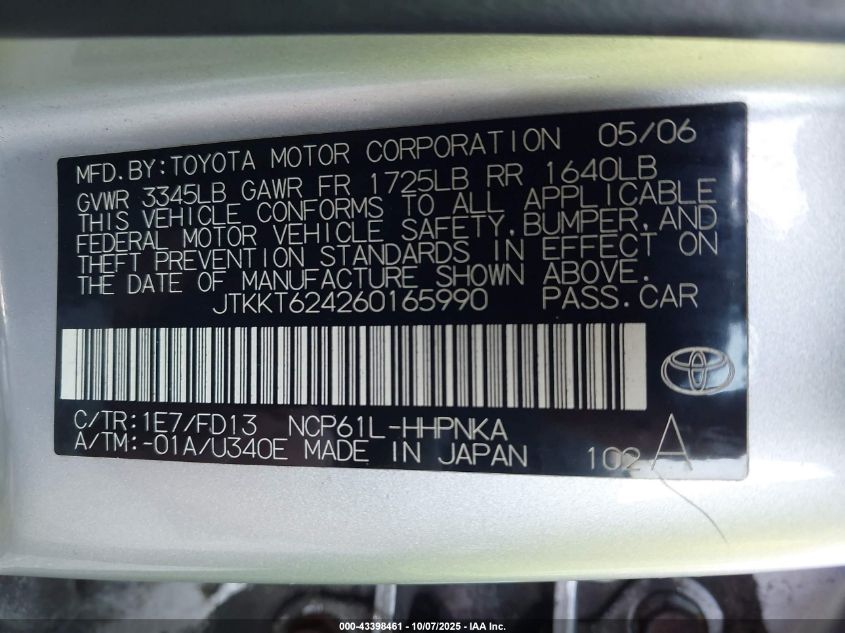 MFD.BY:TOYOTA MOTOR CORPORATION 05/06
GVWR 3345LB GAWR FR 1725LB RR 1640LB
THIS VEHICLE CONFORMS TO ALL APPLICABLE
FEDERAL MOTOR VEHICLE SAFETY,BUMPER,AND
THEFT PREVENTION STANDARDS IN EFFECT ON
THE DATE OF MANUFACTURE SHOWN ABOVE.
JTKKT624260165990 PASS.CAR
C/TR:1E7/FD13 NCP61L-HHPNKA
A/TM:-01A/U340E MADE IN JAPAN 102 A
000-43398461 - 10/07/2025 - IAA Inc.